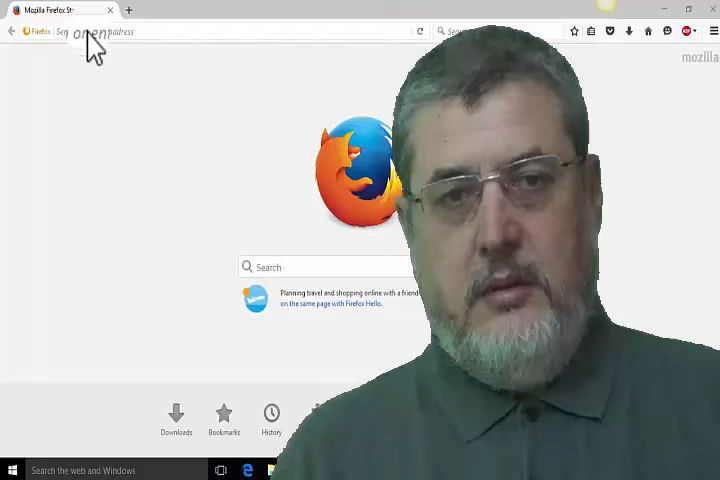 Mozilla Firefox St
Firefox
address
Search
mozilla
Search
Planning travel and shopping online with a friend
on the same page with Firefox Hello.
Downloads
Bookmarks
History
Search the web and Windows